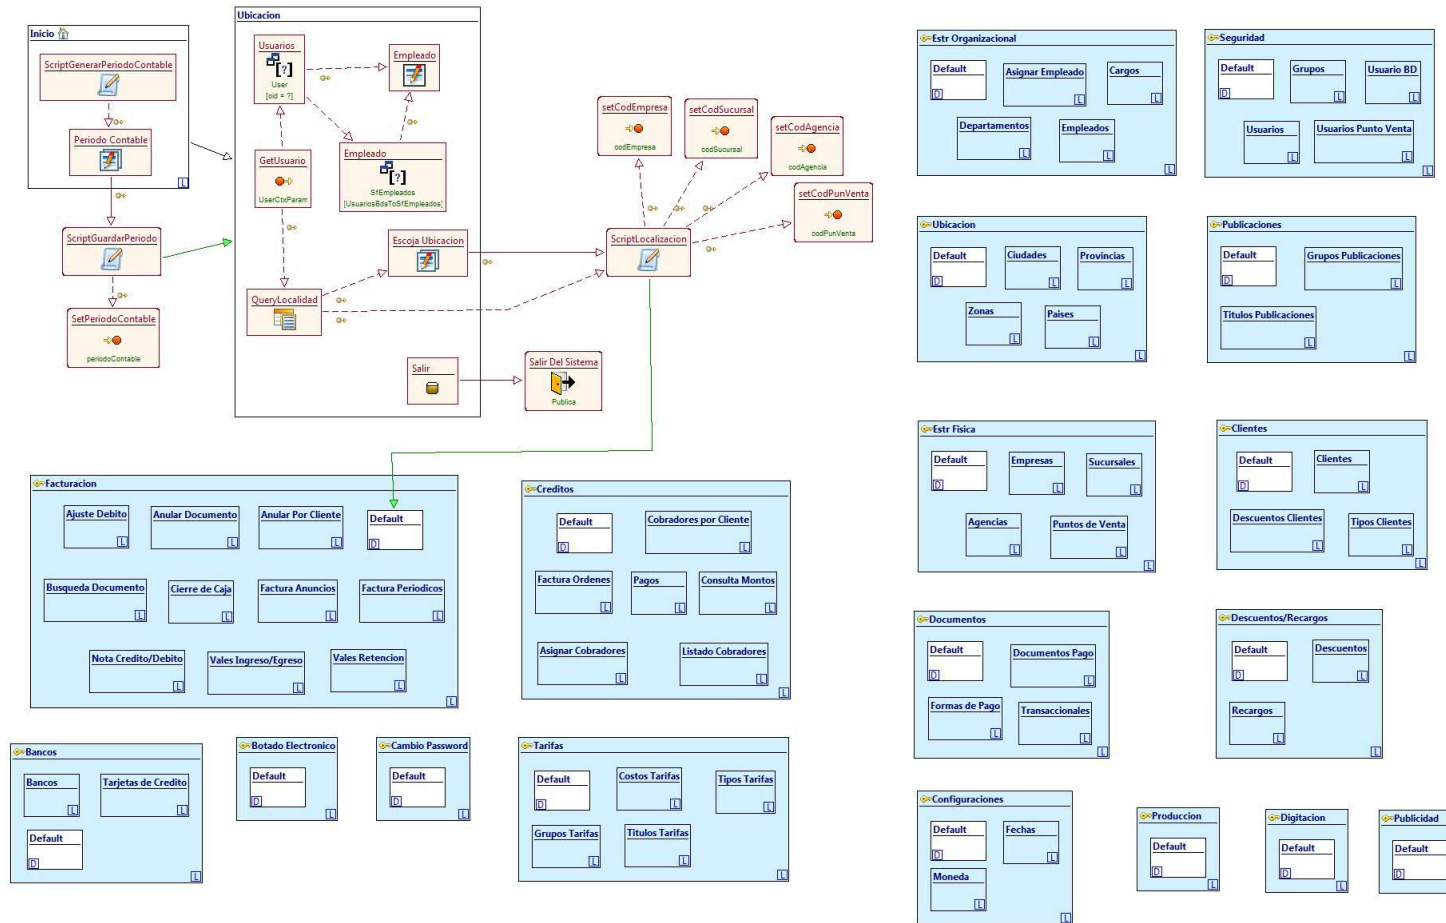 Inicio
ScriptGenerarPeriodoContable
Periodo Contable
L
ScriptGuardarPeriodo
SetPeriodoContable
periodoContable
Ubicacion
Usuarios
[?]
User
[oid = ?]
Empleado
GetUsuario
UserCtxParam
Empleado
[?]
SfEmpleados
[UsuariosBdsToSfEmpleados]
Escoja Ubicacion
QueryLocalidad
Salir
Salir Del Sistema
Publica
setCodEmpresa
codEmpresa
setCodSucursal
codSucursal
setCodAgencia
codAgencia
setCodPunVenta
codPunVenta
ScriptLocalizacion
Estr Organizacional
Default
D
Asignar Empleado
L
Cargos
L
Departamentos
L
Empleados
L
L
Seguridad
Default
D
Grupos
L
Usuario BD
L
Usuarios
L
Usuarios Punto Venta
L
L
Ubicacion
Default
D
Ciudades
L
Provincias
L
Zonas
L
Paises
L
L
Publicaciones
Default
D
Grupos Publicaciones
L
Titulos Publicaciones
L
L
Estr Fisica
Default
D
Empresas
L
Sucursales
L
Agencias
L
Puntos de Venta
L
L
Clientes
Default
D
Clientes
L
Descuentos Clientes
L
Tipos Clientes
L
L
Facturacion
Ajuste Debito
L
Anular Documento
L
Anular Por Cliente
L
Default
D
Busqueda Documento
L
Cierre de Caja
L
Factura Anuncios
L
Factura Periodicos
L
Nota Credito/Debito
L
Vales Ingreso/Egreso
L
Vales Retencion
L
L
Creditos
Default
D
Cobradores por Cliente
L
Factura Ordenes
L
Pagos
L
Consulta Montos
L
Asignar Cobradores
L
Listado Cobradores
L
L
Documentos
Default
D
Documentos Pago
L
Formas de Pago
L
Transaccionales
L
L
Descuentos/Recargos
Default
D
Descuentos
L
Recargos
L
L
Bancos
Bancos
L
Tarjetas de Credito
L
Default
D
L
Botado Electronico
Default
D
L
Cambio Password
Default
D
L
Tarifas
Default
D
Costos Tarifas
L
Tipos Tarifas
L
Grupos Tarifas
L
Titulos Tarifas
L
L
Configuraciones
Default
D
Fechas
L
Moneda
L
L
Produccion
Default
D
L
Digitacion
Default
D
L
Publicidad
Default
D
L